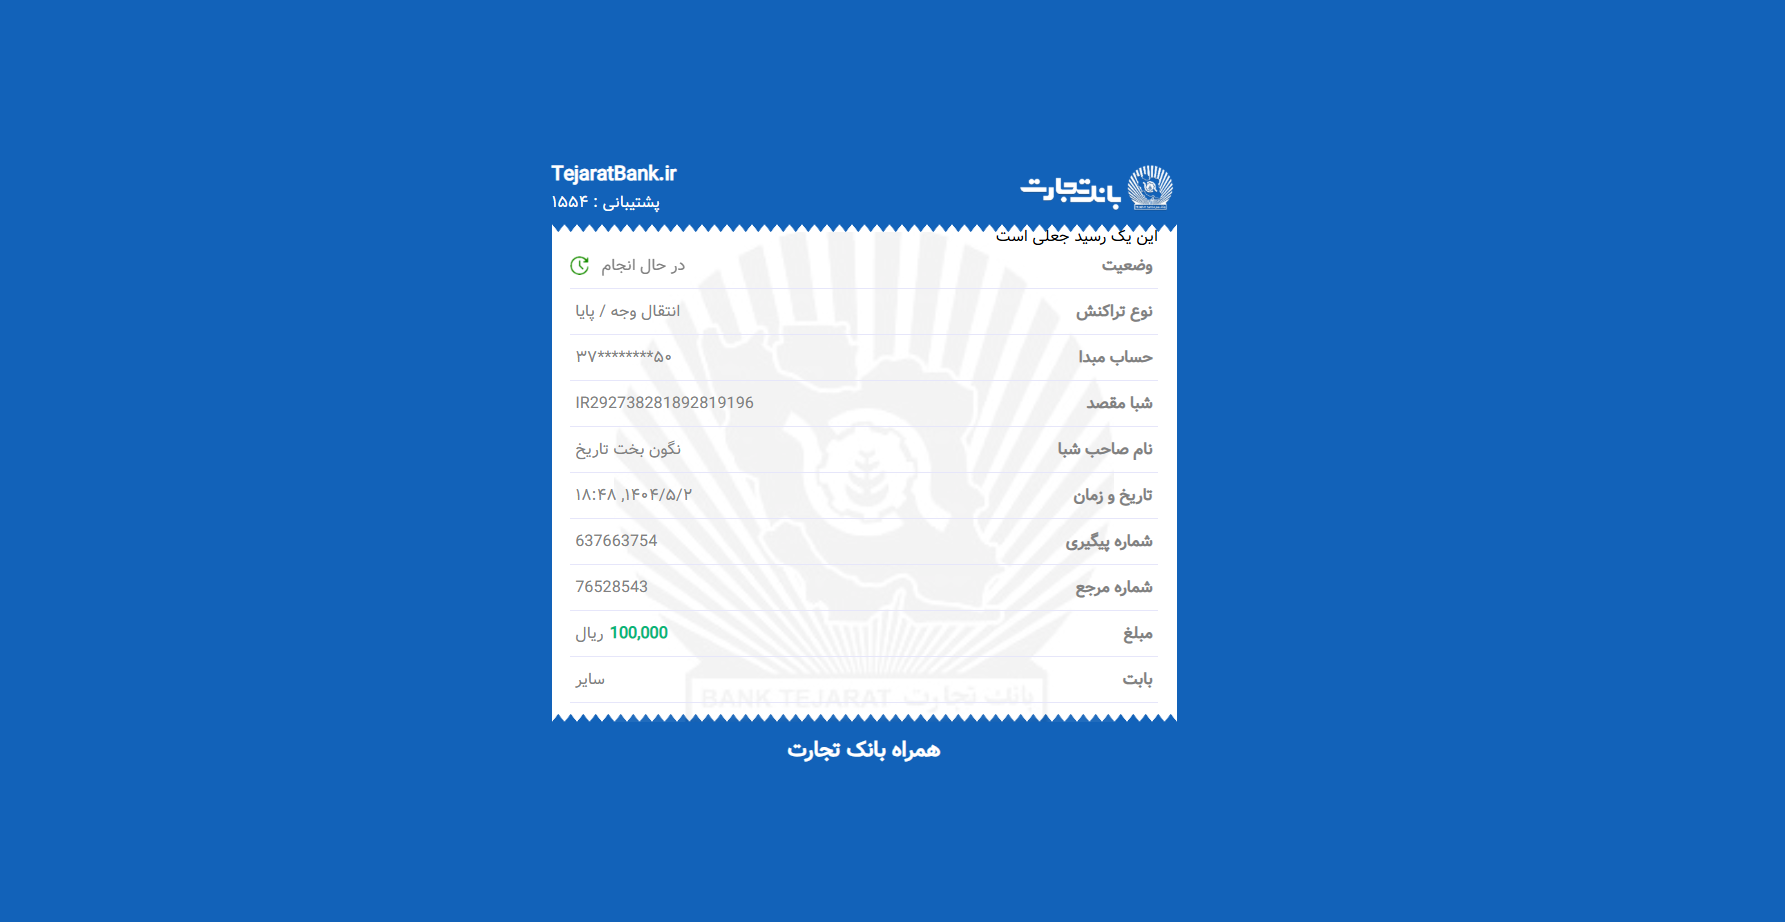 بانک تجارت
TejaratBank.ir
پشتیبانی : ۱۵۵۴
این یک رسید جعلی است
وضعیت در حال انجام
نوع تراکنش انتقال وجه / پایا
حساب مبدا ۳۷********۵۰
شبا مقصد IR292738281892819196
نام صاحب شبا نگون بخت تاریخ
تاریخ و زمان ۱۴۰۴/۵/۲, ۱۸:۴۸
شماره پیگیری 637663754
شماره مرجع 76528543
مبلغ 100,000 ریال
بابت سایر
BANK TEJARAT بانک تجارت
همراه بانک تجارت